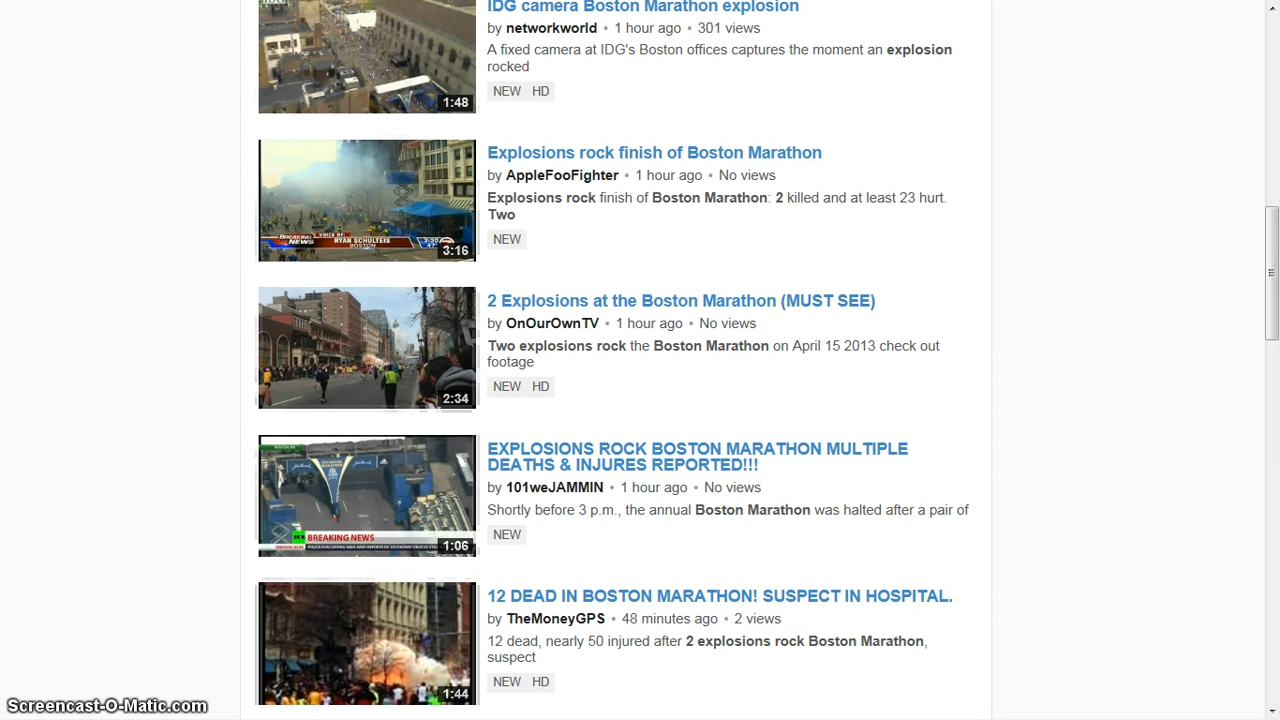 IDG camera Boston Marathon explosion
by networkworld • 1 hour ago • 301 views
A fixed camera at IDG's Boston offices captures the moment an explosion
rocked
NEW HD
1:48
Explosions rock finish of Boston Marathon
by AppleFooFighter • 1 hour ago • No views
Explosions rock finish of Boston Marathon: 2 killed and at least 23 hurt.
Two
NEW
BREAKING NEWS
VOICE OF:
RYAN SCHULTEIS
BOSTON
3:16
2 Explosions at the Boston Marathon (MUST SEE)
by OnOurOwnTV • 1 hour ago • No views
Two explosions rock the Boston Marathon on April 15 2013 check out
footage
NEW HD
2:34
EXPLOSIONS ROCK BOSTON MARATHON MULTIPLE
DEATHS & INJURES REPORTED!!!
by 101weJAMMIN • 1 hour ago • No views
Shortly before 3 p.m., the annual Boston Marathon was halted after a pair of
NEW
RT
BREAKING NEWS
1:06
12 DEAD IN BOSTON MARATHON! SUSPECT IN HOSPITAL.
by TheMoneyGPS • 48 minutes ago • 2 views
12 dead, nearly 50 injured after 2 explosions rock Boston Marathon,
suspect
NEW HD
1:44
Screencast-O-Matic.com